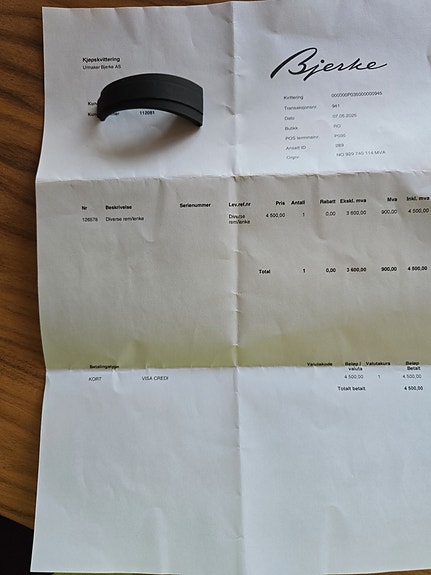 Kjøpskvittering
Urmaker Bjerke AS
Bjerke
112091
Kvittering
Transaksjonsnr. 961
Dato
Butikk RO
POS terminalnr. P035
Ansatt ID
Orgnr. MVA
Nr Beskrivelse Serienummer Lev.ref.nr Pris Antall Rabatt Ekskl. mva Mva Inkl. mva
126878 Diverse rem/lenke Diverse rem/lenke 4 500,00 1 0,00 3 600,00 900,00 4 500,00
Total 1 0,00 3 600,00 900,00 4 500,00
Betalingstype Valutakode Beløp i valuta Valutakurs Beløp Betalt
KORT VISA CREDI 4 500,00 1 4 500,00
Totalt betalt 4 500,00